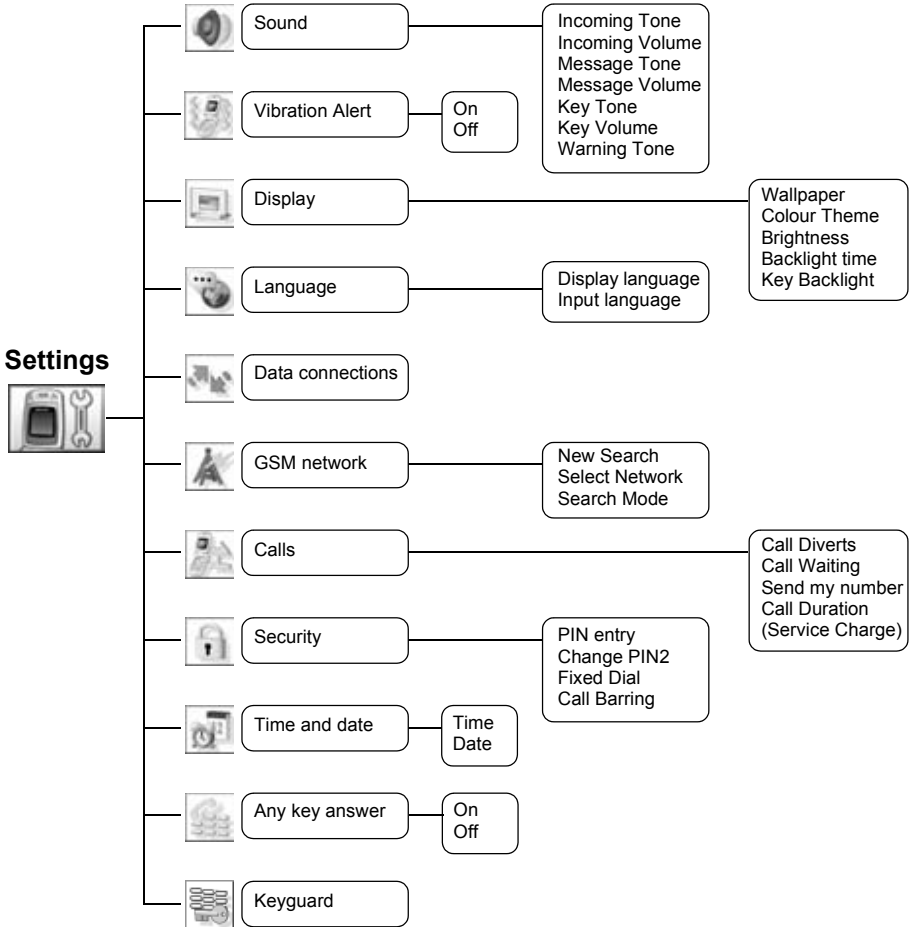 Sound
Incoming Tone
Incoming Volume
Message Tone
Message Volume
Key Tone
Key Volume
Warning Tone
Vibration Alert
On
Off
Display
Wallpaper
Colour Theme
Brightness
Backlight time
Key Backlight
Language
Display language
Input language
Settings
Data connections
GSM network
New Search
Select Network
Search Mode
Calls
Call Diverts
Call Waiting
Send my number
Call Duration
(Service Charge)
Security
PIN entry
Change PIN2
Fixed Dial
Call Barring
Time and date
Time
Date
Any key answer
On
Off
Keyguard